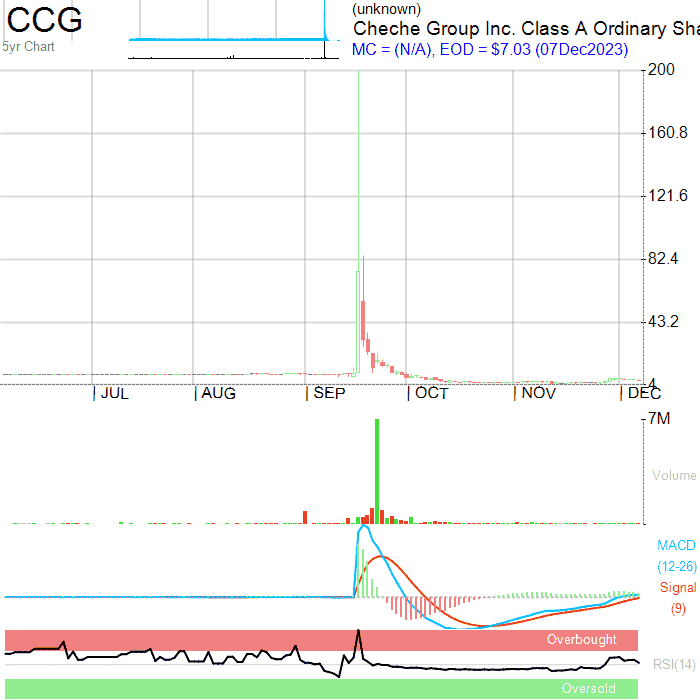 CCG
5yr Chart
(unknown)
Cheche Group Inc. Class A Ordinary Sha
MC = (N/A), EOD = $7.03 (07Dec2023)
200
160.8
121.6
82.4
43.2
4
JUL
AUG
SEP
OCT
NOV
DEC
7M
Volume
MACD
(12-26)
Signal
(9)
Overbought
RSI(14)
Oversold